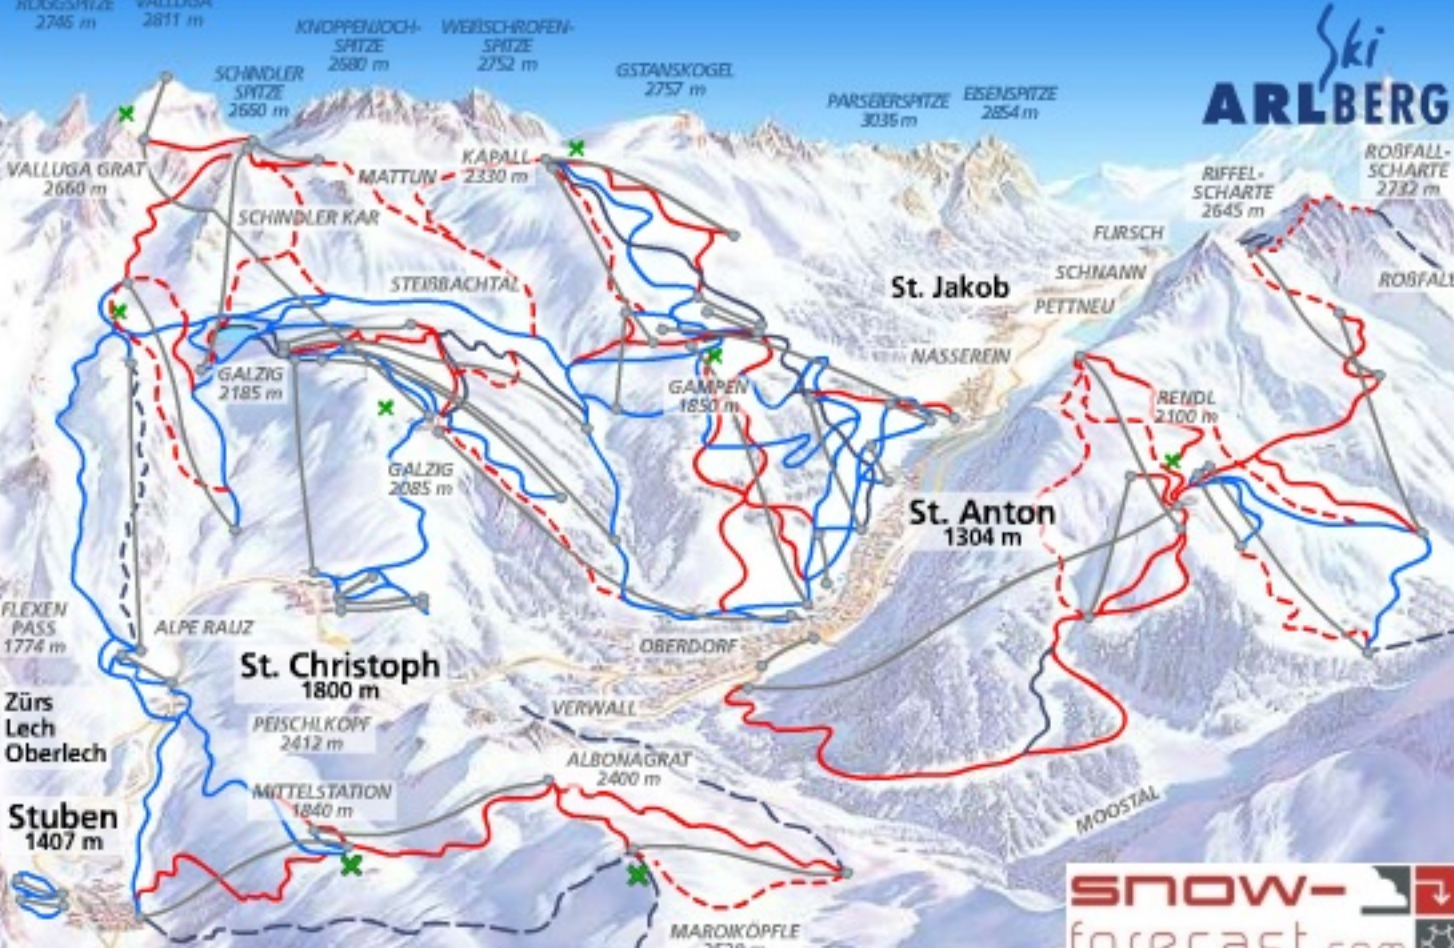 ROGGSPITZE
2746 m
VALLUGA
2811 m
KNOPPENJOCH-
SPITZE
2680 m
WEIßSCHROFEN-
SPITZE
2752 m
SCHINDLER
SPITZE
2650 m
GSTANSKOGEL
2757 m
PARSEIERSPITZE
3036 m
EISENSPITZE
2854 m
Ski
ARLBERG
VALLUGA GRAT
2660 m
MATTUN
KAPALL
2330 m
RIFFEL-
SCHARTE
2645 m
ROßFALL-
SCHARTE
2732 m
SCHINDLER KAR
FLIRSCH
SCHNANN
PETTNEU
ROßFALL
STEIßBACHTAL
St. Jakob
NASSEREIN
GALZIG
2185 m
GAMPEN
1850 m
RENDL
2100 m
GALZIG
2085 m
St. Anton
1304 m
FLEXEN
PASS
1774 m
ALPE RAUZ
OBERDORF
St. Christoph
1800 m
Zürs
Lech
Oberlech
VERWALL
PEISCHLKOPF
2412 m
ALBONAGRAT
2400 m
MITTELSTATION
1840 m
Stuben
1407 m
MOOSTAL
MAROIKÖPFLE
snow-
forecast.com